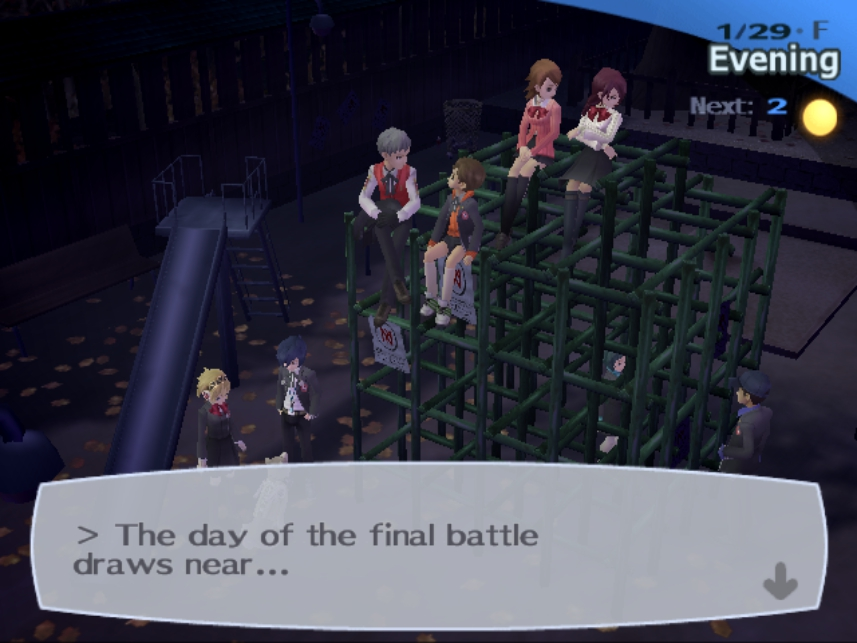 1/29 · F
Evening
Next: 2
> The day of the final battle
draws near...